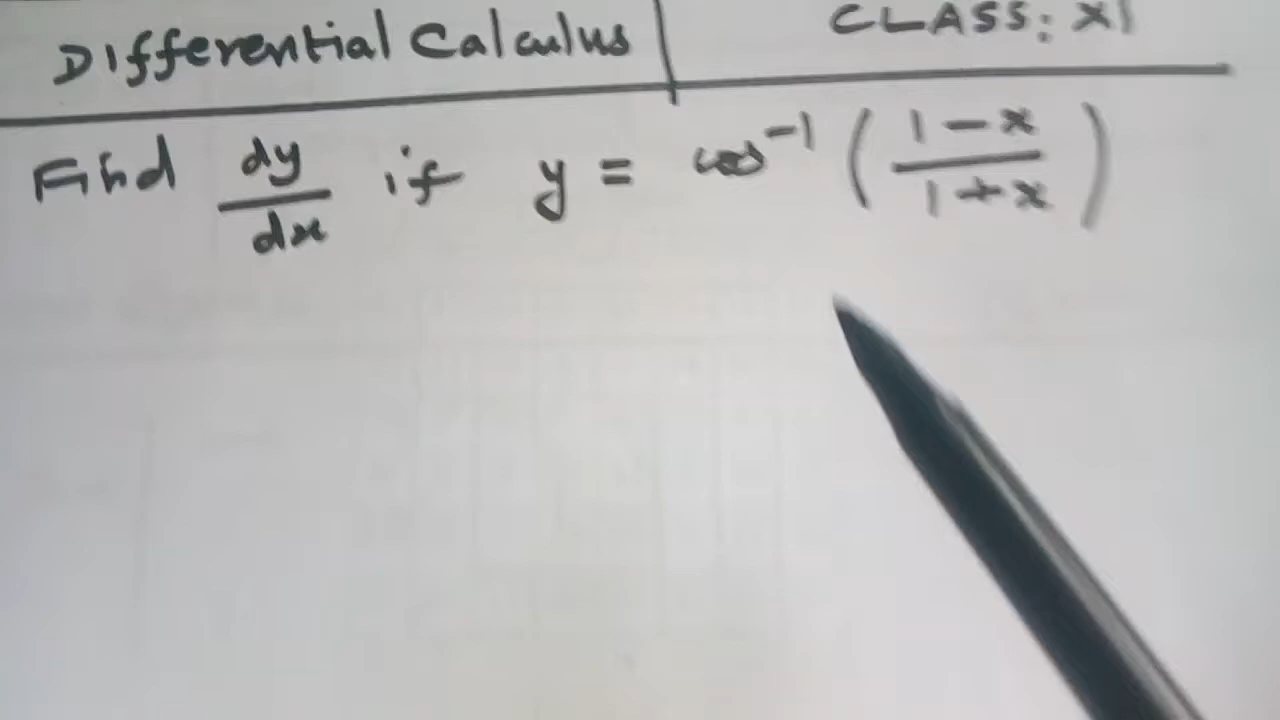 Differential Calculus | CLASS: XI
Find dy/dx if y = cos⁻¹ ( 1 - x / 1 + x )